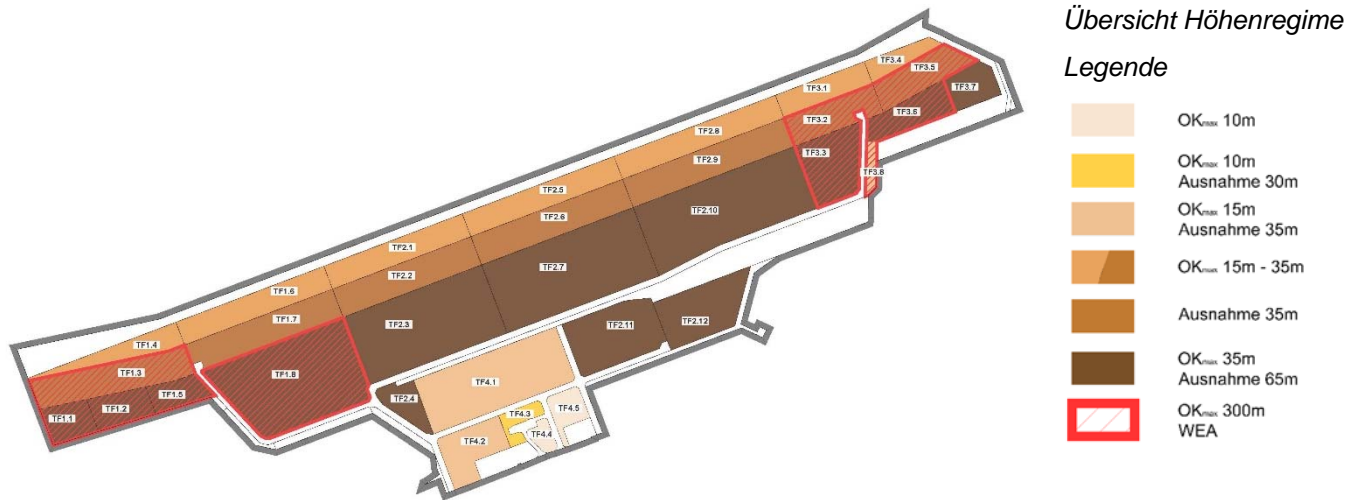 Übersicht Höhenregime
Legende
OKmax 10m
OKmax 10m
Ausnahme 30m
OKmax 15m
Ausnahme 35m
OKmax 15m - 35m
Ausnahme 35m
OKmax 35m
Ausnahme 65m
OKmax 300m
WEA
TF3.4
TF3.5
TF3.1
TF3.7
TF3.6
TF3.2
TF2.8
TF3.3
TF2.9
TF3.8
TF2.5
TF2.10
TF2.6
TF2.1
TF2.7
TF2.2
TF1.6
TF1.7
TF2.3
TF2.11
TF2.12
TF1.4
TF1.3
TF1.8
TF4.1
TF1.5
TF2.4
TF1.2
TF1.1
TF4.5
TF4.3
TF4.4
TF4.2